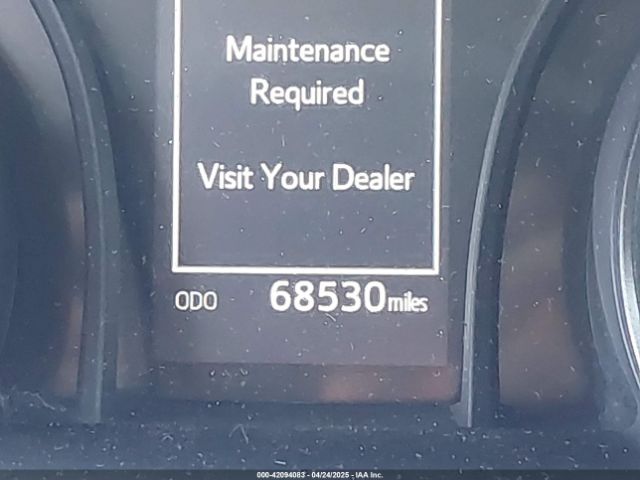 Maintenance
Required
Visit Your Dealer
ODO 68530 miles
000-42094083 - 04/24/2025 - IAA Inc.